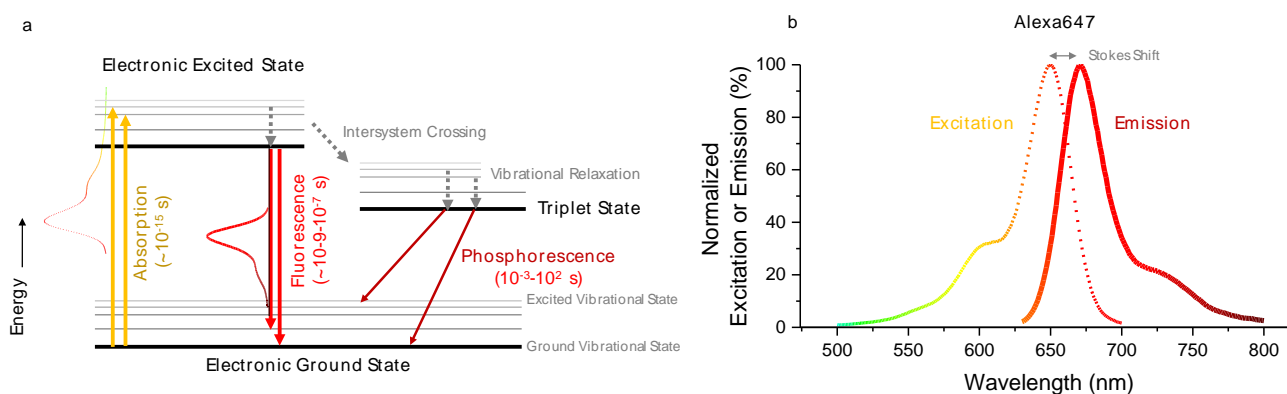 a
Electronic Excited State
Intersystem Crossing
Vibrational Relaxation
Triplet State
Absorption
(~10⁻¹⁵ s)
Fluorescence
(~10-9-10⁻⁷ s)
Phosphorescence
(10⁻³-10² s)
Energy
Excited Vibrational State
Ground Vibrational State
Electronic Ground State
b
Alexa647
Stokes Shift
Excitation
Emission
Normalized
Excitation or Emission (%)
100
80
60
40
20
0
500 550 600 650 700 750 800
Wavelength (nm)